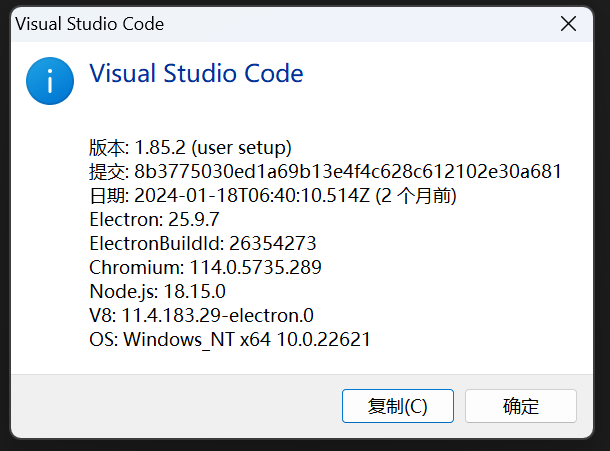 Visual Studio Code
Visual Studio Code
版本: 1.85.2 (user setup)
提交: 8b3775030ed1a69b13e4f4c628c612102e30a681
日期: 2024-01-18T06:40:10.514Z (2 个月前)
Electron: 25.9.7
ElectronBuildId: 26354273
Chromium: 114.0.5735.289
Node.js: 18.15.0
V8: 11.4.183.29-electron.0
OS: Windows_NT x64 10.0.22621
复制(C) 确定